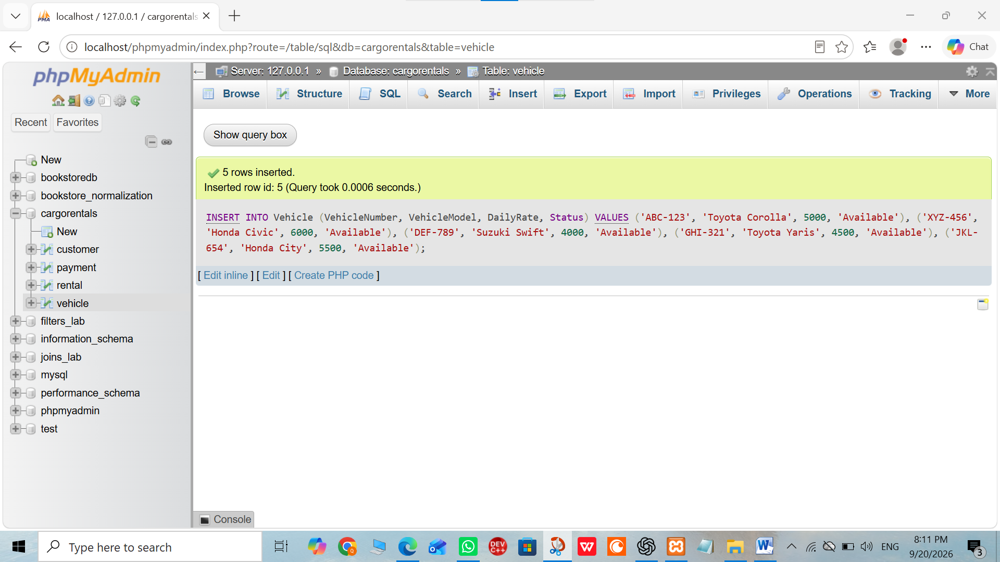 localhost / 127.0.0.1 / cargorentals
localhost/phpmyadmin/index.php?route=/table/sql&db=cargorentals&table=vehicle
Chat
phpMyAdmin
Recent
Favorites
New
bookstoredb
bookstore_normalization
cargorentals
New
customer
payment
rental
vehicle
filters_lab
information_schema
joins_lab
mysql
performance_schema
phpmyadmin
test
Server: 127.0.0.1 » Database: cargorentals » Table: vehicle
Browse
Structure
SQL
Search
Insert
Export
Import
Privileges
Operations
Tracking
More
Show query box
5 rows inserted.
Inserted row id: 5 (Query took 0.0006 seconds.)
INSERT INTO Vehicle (VehicleNumber, VehicleModel, DailyRate, Status) VALUES ('ABC-123', 'Toyota Corolla', 5000, 'Available'), ('XYZ-456',
'Honda Civic', 6000, 'Available'), ('DEF-789', 'Suzuki Swift', 4000, 'Available'), ('GHI-321', 'Toyota Yaris', 4500, 'Available'), ('JKL-
654', 'Honda City', 5500, 'Available');
[ Edit inline ] [ Edit ] [ Create PHP code ]
Console
Type here to search
DEV
C++
ENG
8:11 PM
9/20/2026
3